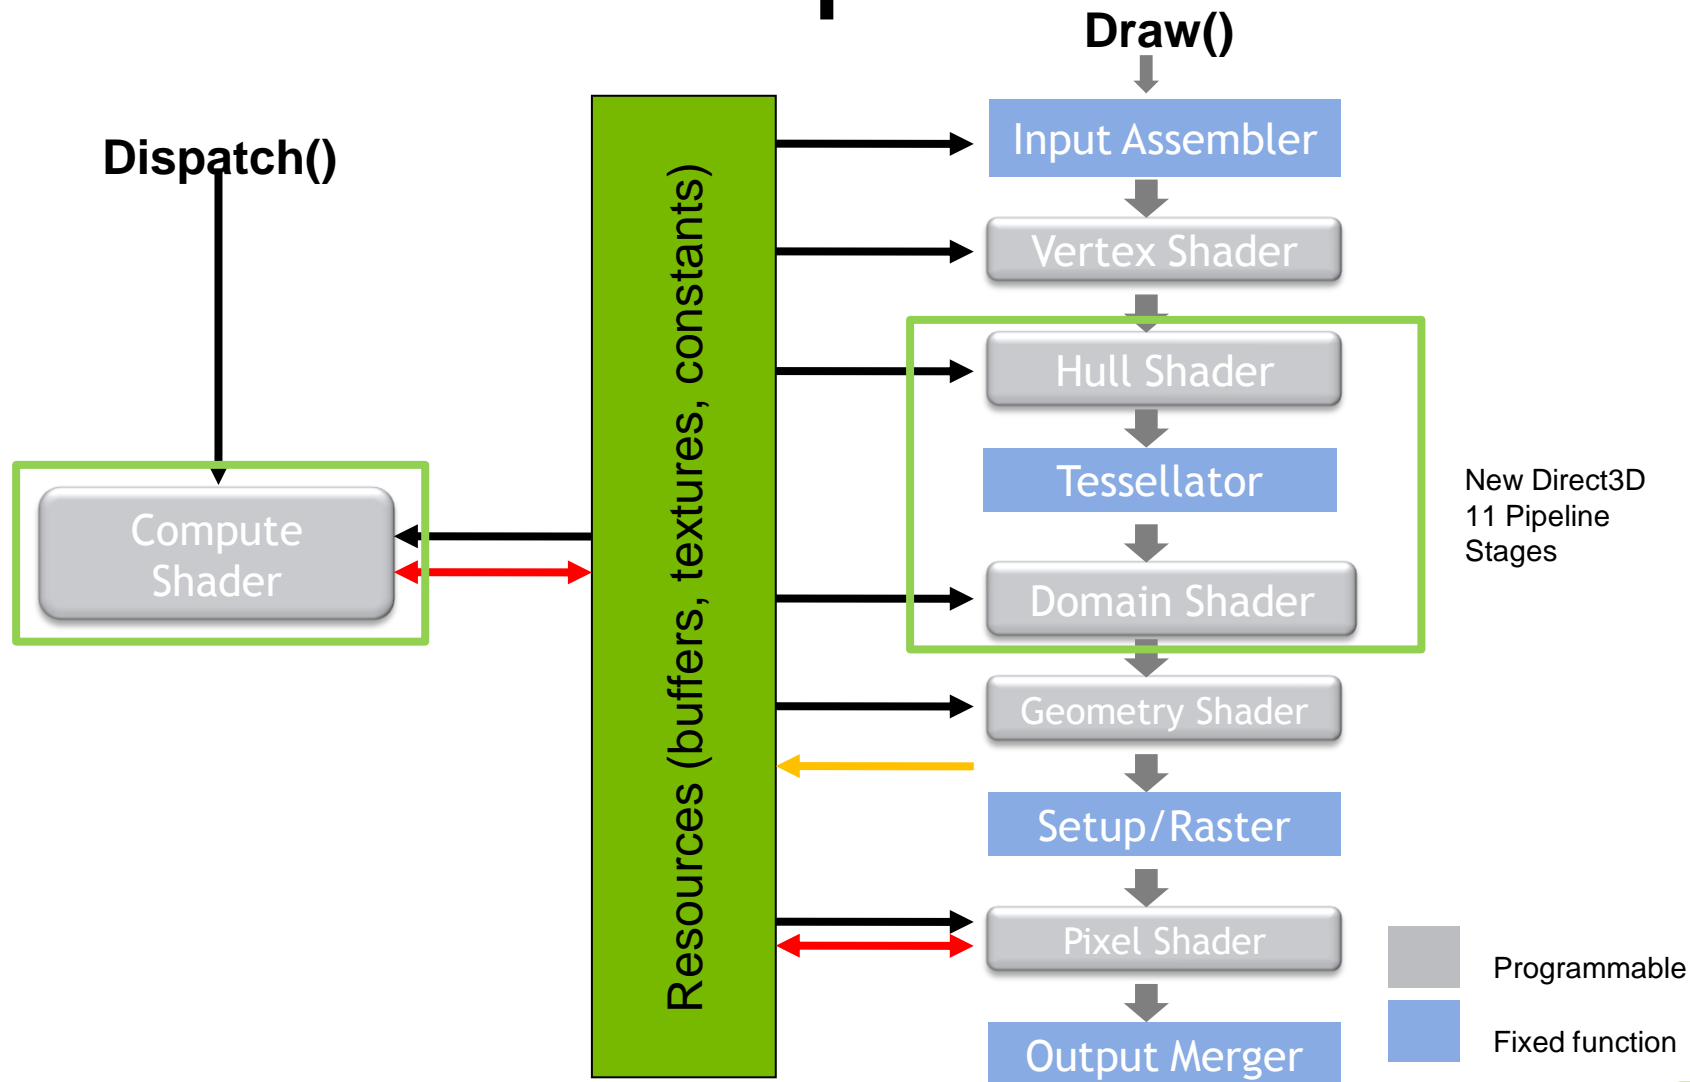 Draw()
Dispatch()
Resources (buffers, textures, constants)
Input Assembler
Vertex Shader
Hull Shader
Tessellator
Domain Shader
Geometry Shader
Setup/Raster
Pixel Shader
Output Merger
Compute
Shader
New Direct3D
11 Pipeline
Stages
Programmable
Fixed function